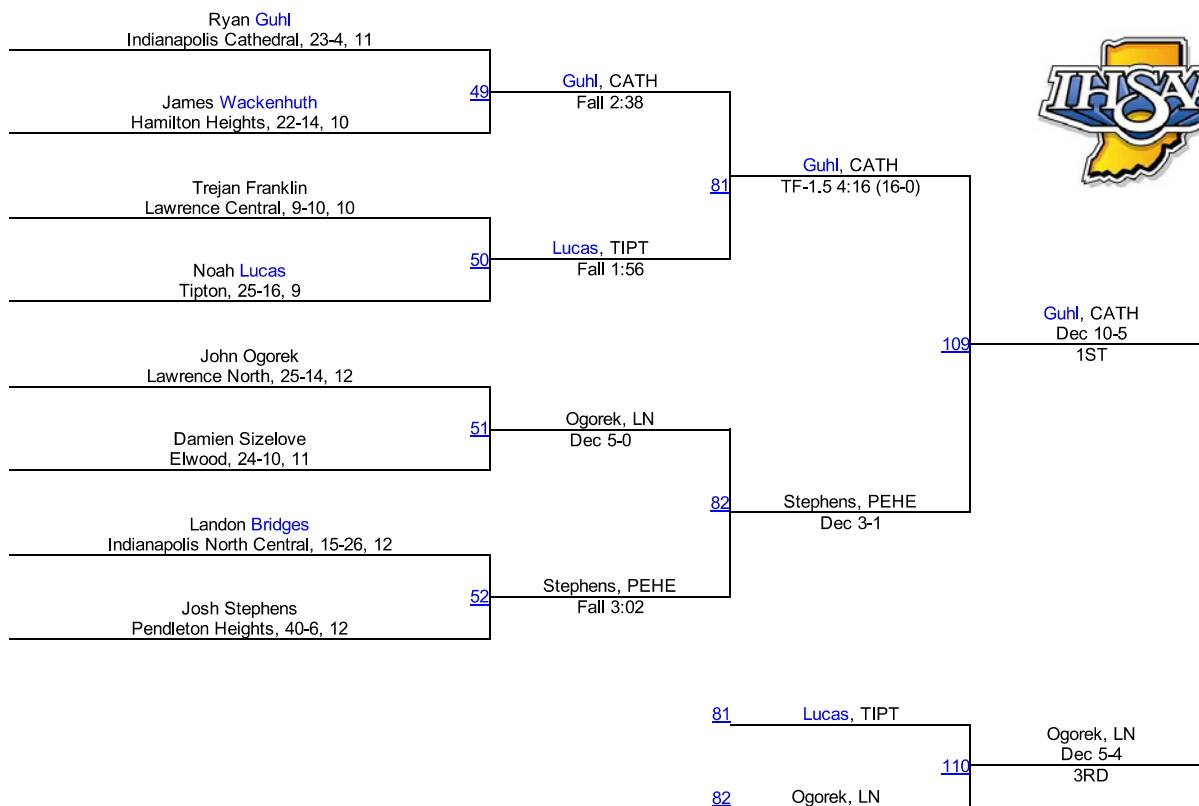 Ryan Guhl
Indianapolis Cathedral, 23-4, 11
49
James Wackenhuth
Hamilton Heights, 22-14, 10
Guhl, CATH
Fall 2:38
Trejan Franklin
Lawrence Central, 9-10, 10
50
Noah Lucas
Tipton, 25-16, 9
Lucas, TIPT
Fall 1:56
81
Guhl, CATH
TF-1.5 4:16 (16-0)
John Ogorek
Lawrence North, 25-14, 12
51
Damien Sizelove
Elwood, 24-10, 11
Ogorek, LN
Dec 5-0
Landon Bridges
Indianapolis North Central, 15-26, 12
52
Josh Stephens
Pendleton Heights, 40-6, 12
Stephens, PEHE
Fall 3:02
82
Stephens, PEHE
Dec 3-1
109
Guhl, CATH
Dec 10-5
1ST
IHSAA
81
Lucas, TIPT
82
Ogorek, LN
110
Ogorek, LN
Dec 5-4
3RD